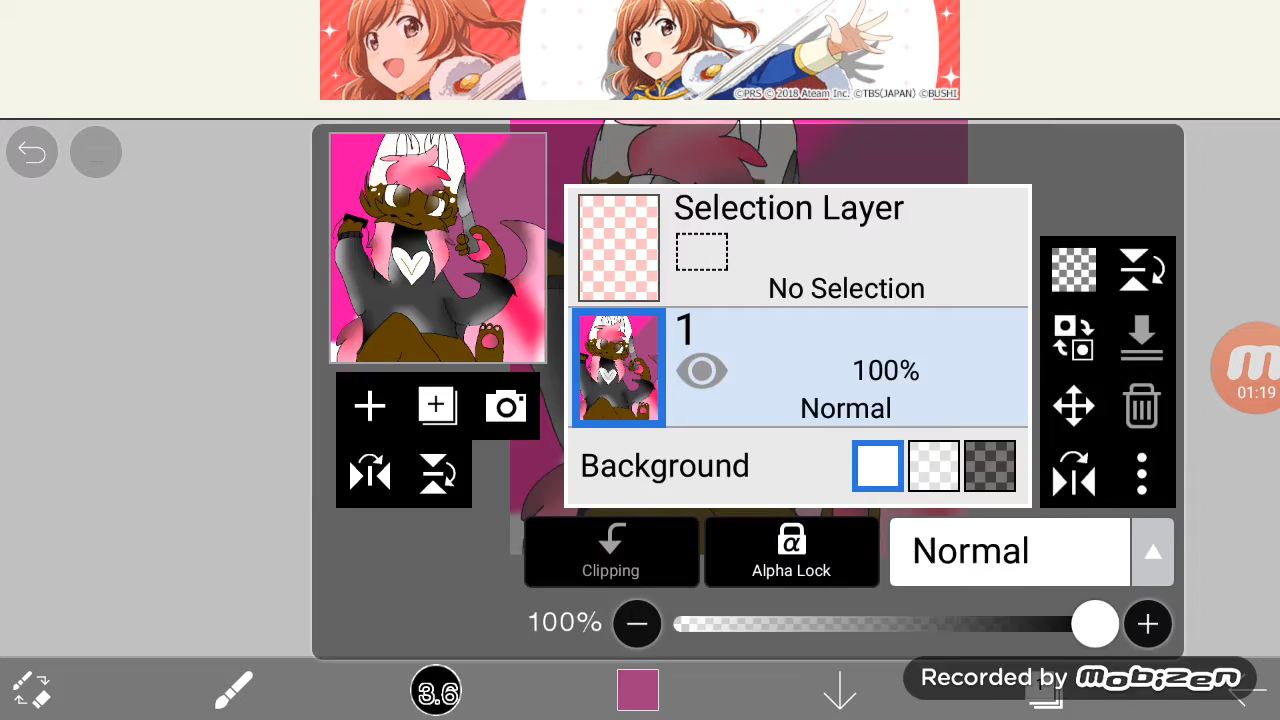 ©PRS © 2018 Ateam Inc. ©TBS(JAPAN) ©BUSHI
Selection Layer
No Selection
1
100%
Normal
Background
Clipping
α
Alpha Lock
Normal
100%
01:19
3.6
1
Recorded by mobizen